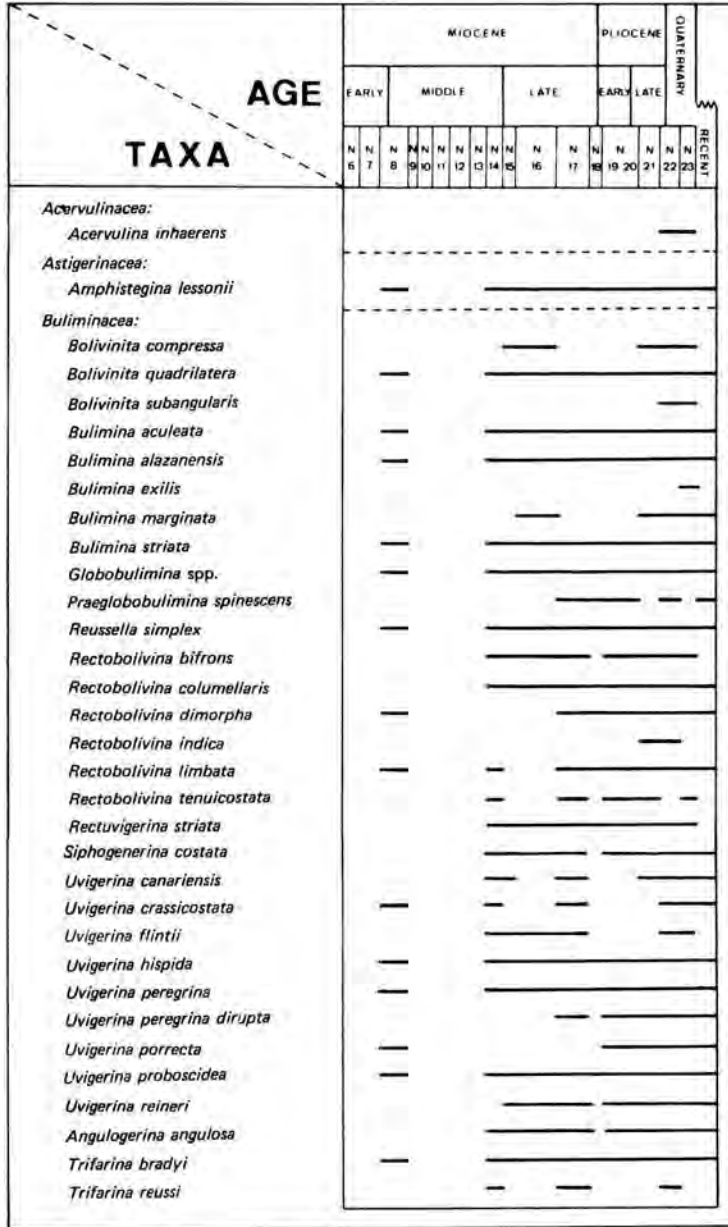 MIOCENE PLIOCENE QUATERNARY
AGE
EARLY MIDDLE LATE EARLY LATE
TAXA
N 6 N 7 N 8 N 9 N 10 N 11 N 12 N 13 N 14 N 15 N 16 N 17 N 18 N 19 20 N 21 N 22 N 23 RECENT
Acervulinacea:
Acervulina inhaerens
Astigerinacea:
Amphistegina lessonii
Buliminacea:
Bolivinita compressa
Bolivinita quadrilatera
Bolivinita subangularis
Bulimina aculeata
Bulimina alazanensis
Bulimina exilis
Bulimina marginata
Bulimina striata
Globobulimina spp.
Praeglobobulimina spinescens
Reussella simplex
Rectobolivina bifrons
Rectobolivina columellaris
Rectobolivina dimorpha
Rectobolivina indica
Rectobolivina limbata
Rectobolivina tenuicostata
Rectuvigerina striata
Siphogenerina costata
Uvigerina canariensis
Uvigerina crassicostata
Uvigerina flintii
Uvigerina hispida
Uvigerina peregrina
Uvigerina peregrina dirupta
Uvigerina porrecta
Uvigerina proboscidea
Uvigerina reineri
Angulogerina angulosa
Trifarina bradyi
Trifarina reussi